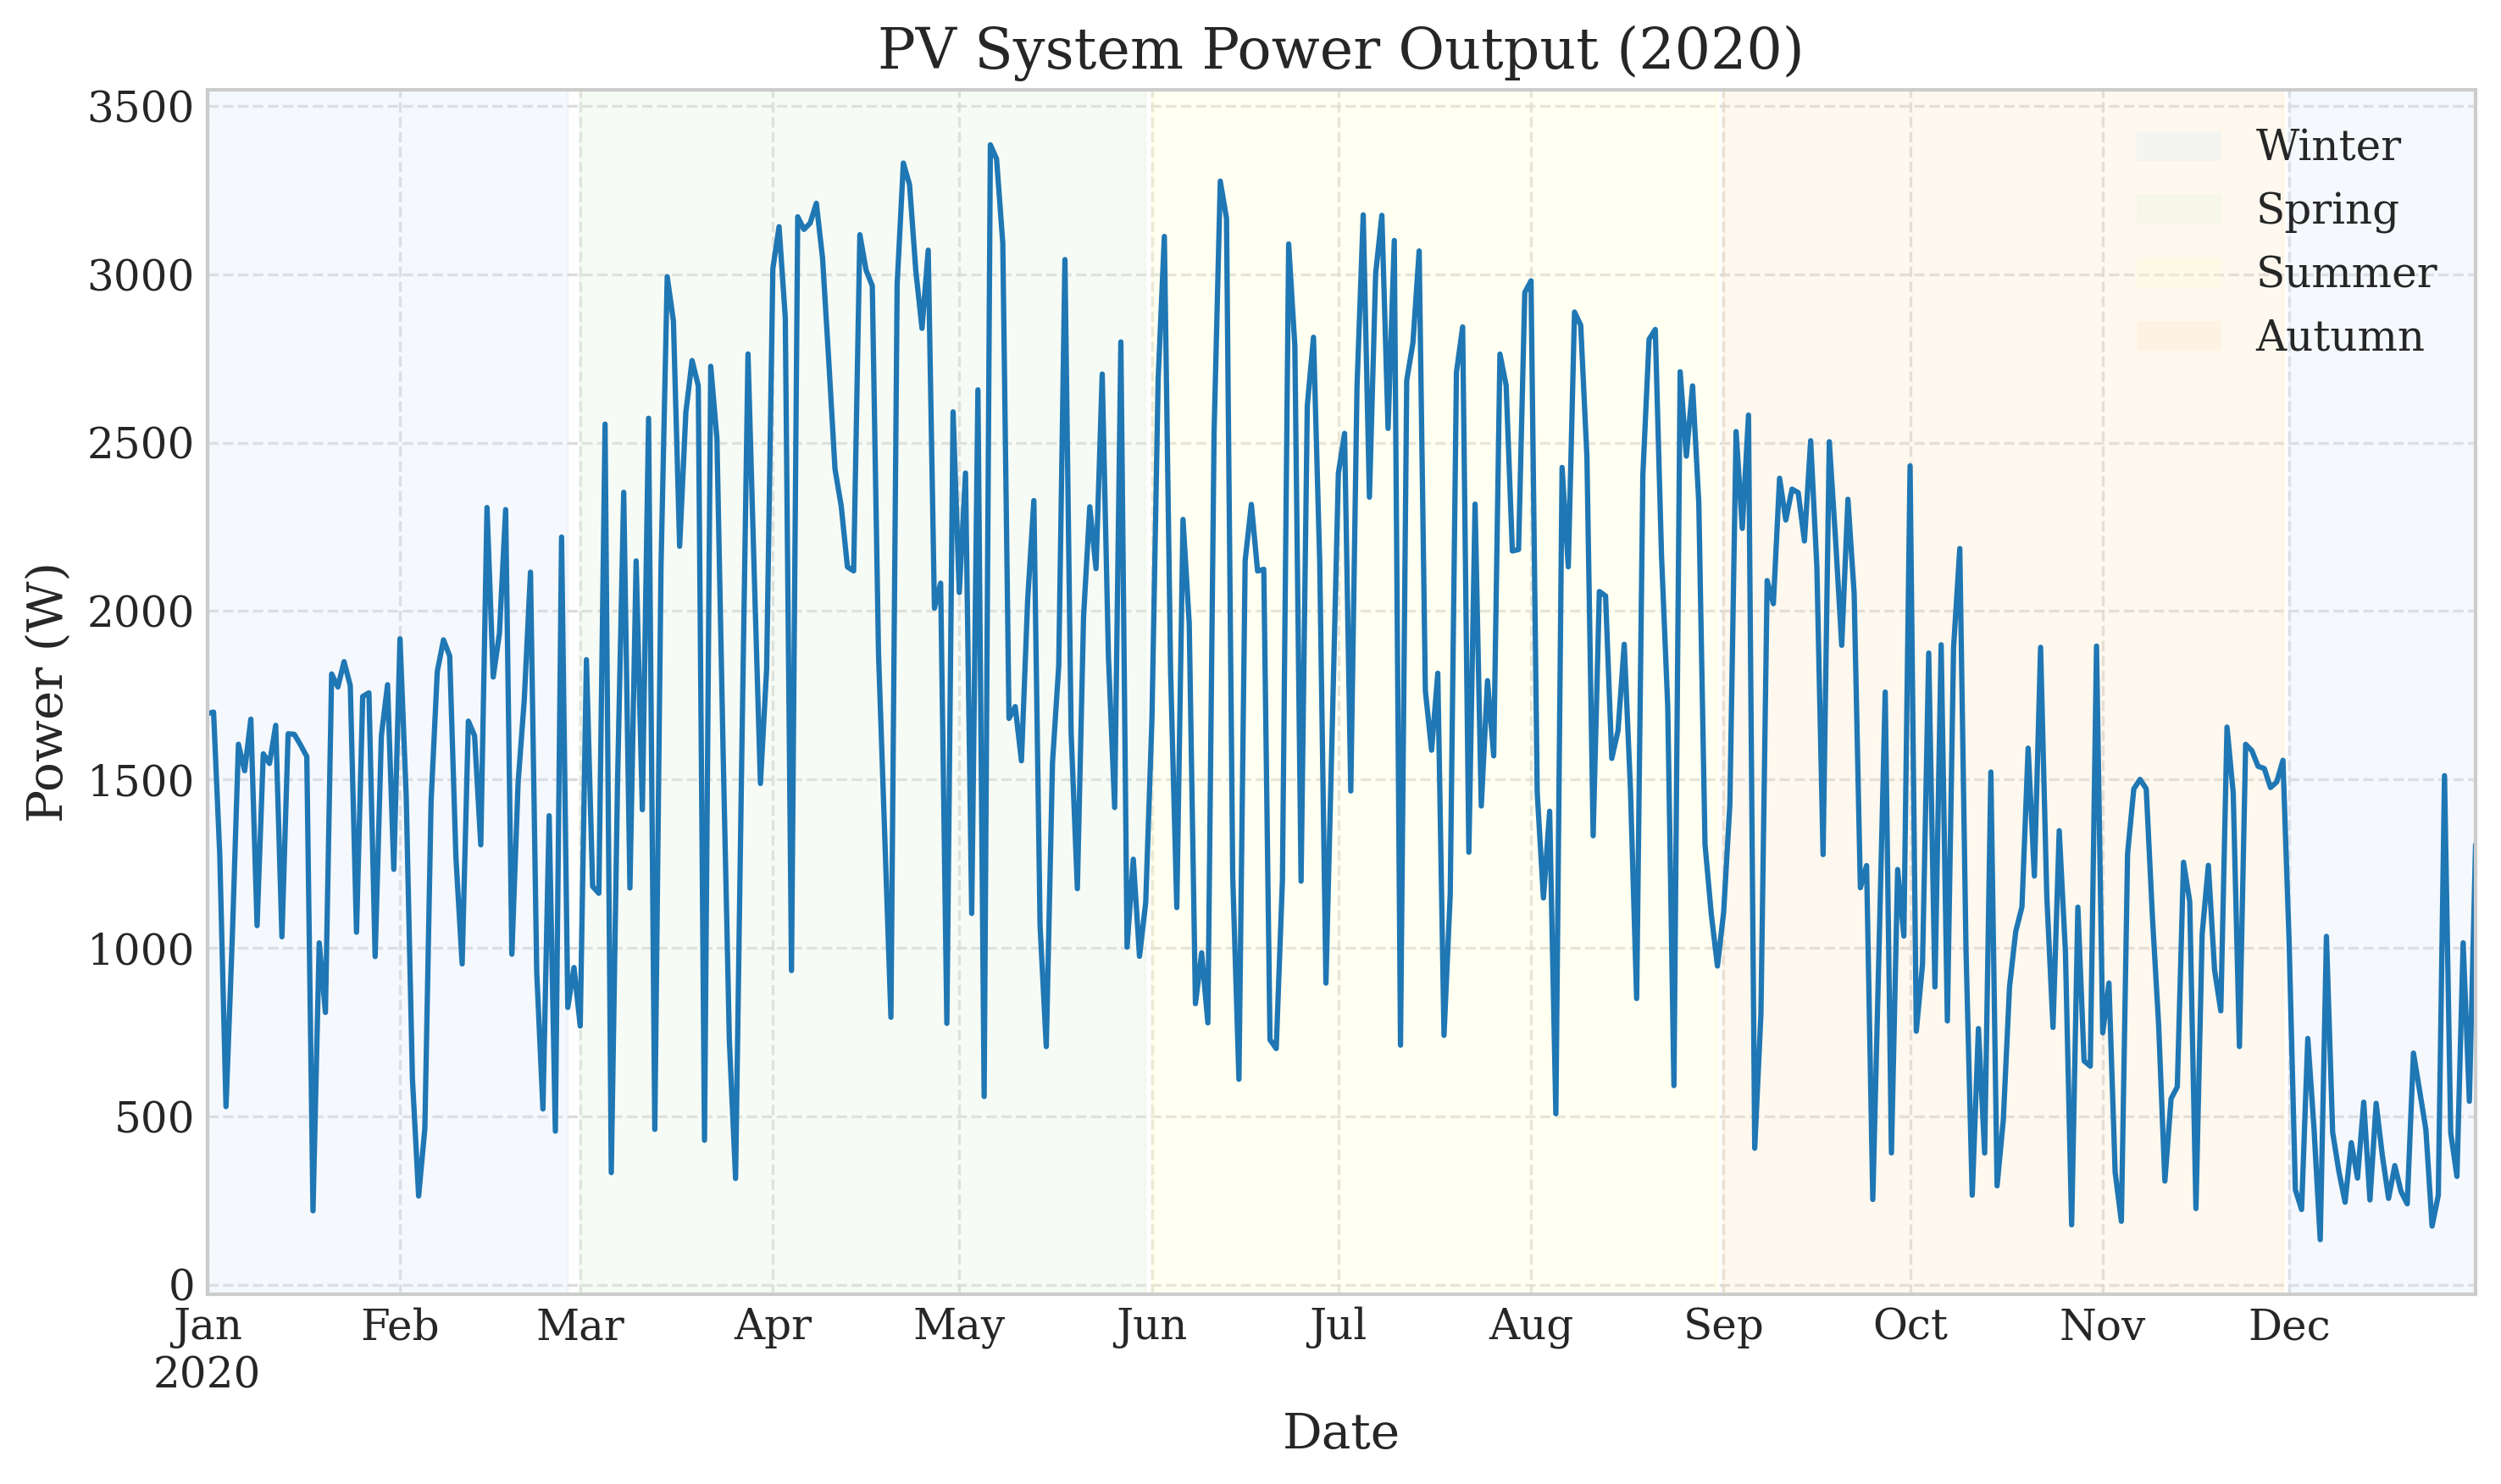 PV System Power Output (2020)
3500
3000
2500
2000
1500
1000
500
0
Power (W)
Winter
Spring
Summer
Autumn
Jan Feb Mar Apr May Jun Jul Aug Sep Oct Nov Dec
2020
Date